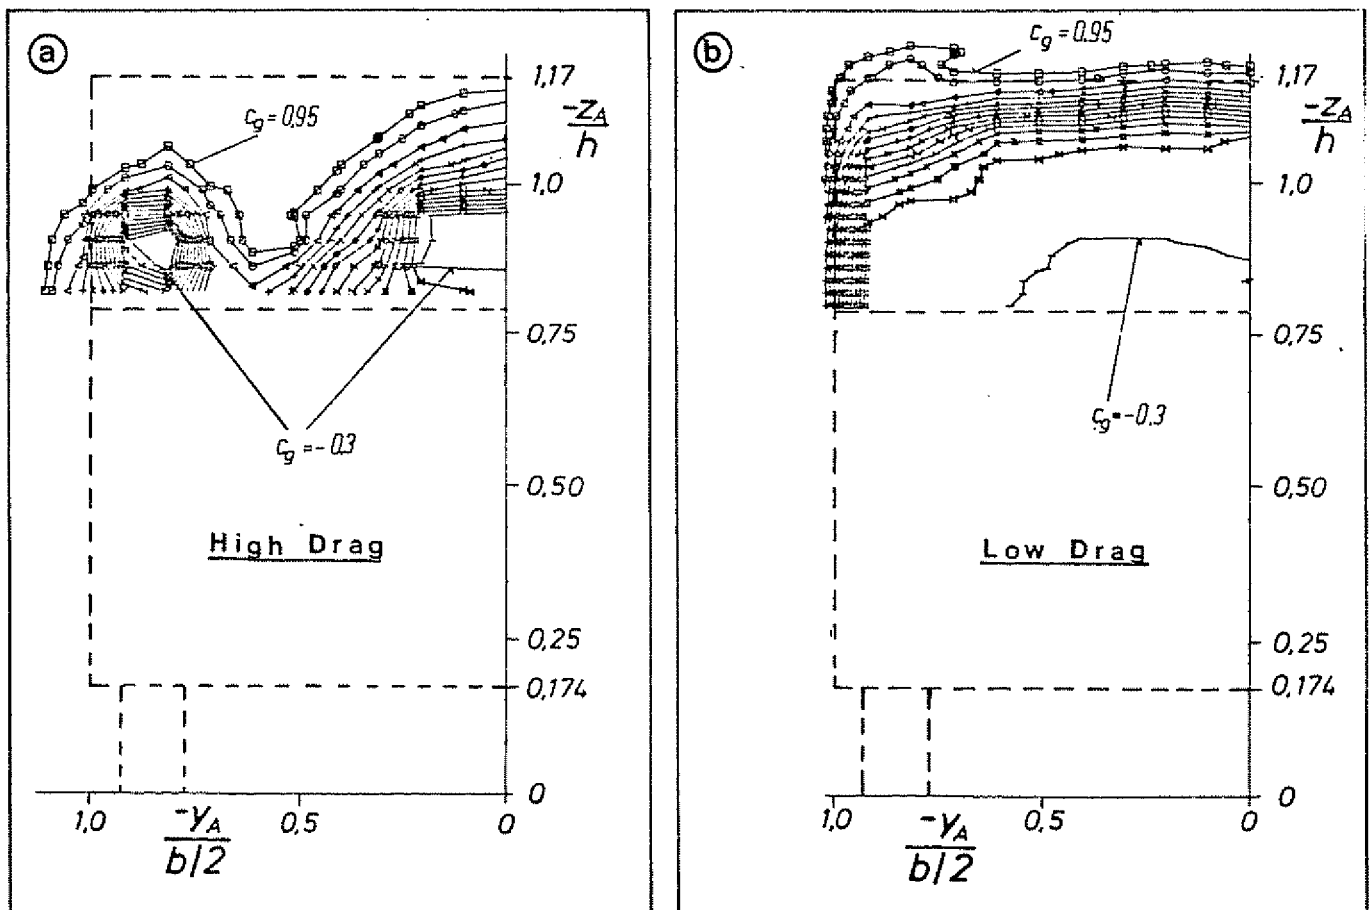 a
c_g = 0,95
1,17
-z_A
h
1,0
0,75
c_g = - 0,3
0,50
High Drag
0,25
0,174
0
1,0
-y_A
b/2
0,5
0
b
c_g = 0.95
1,17
-z_A
h
1,0
0,75
c_g = -0.3
0,50
Low Drag
0,25
0,174
0
1,0
-y_A
b/2
0,5
0